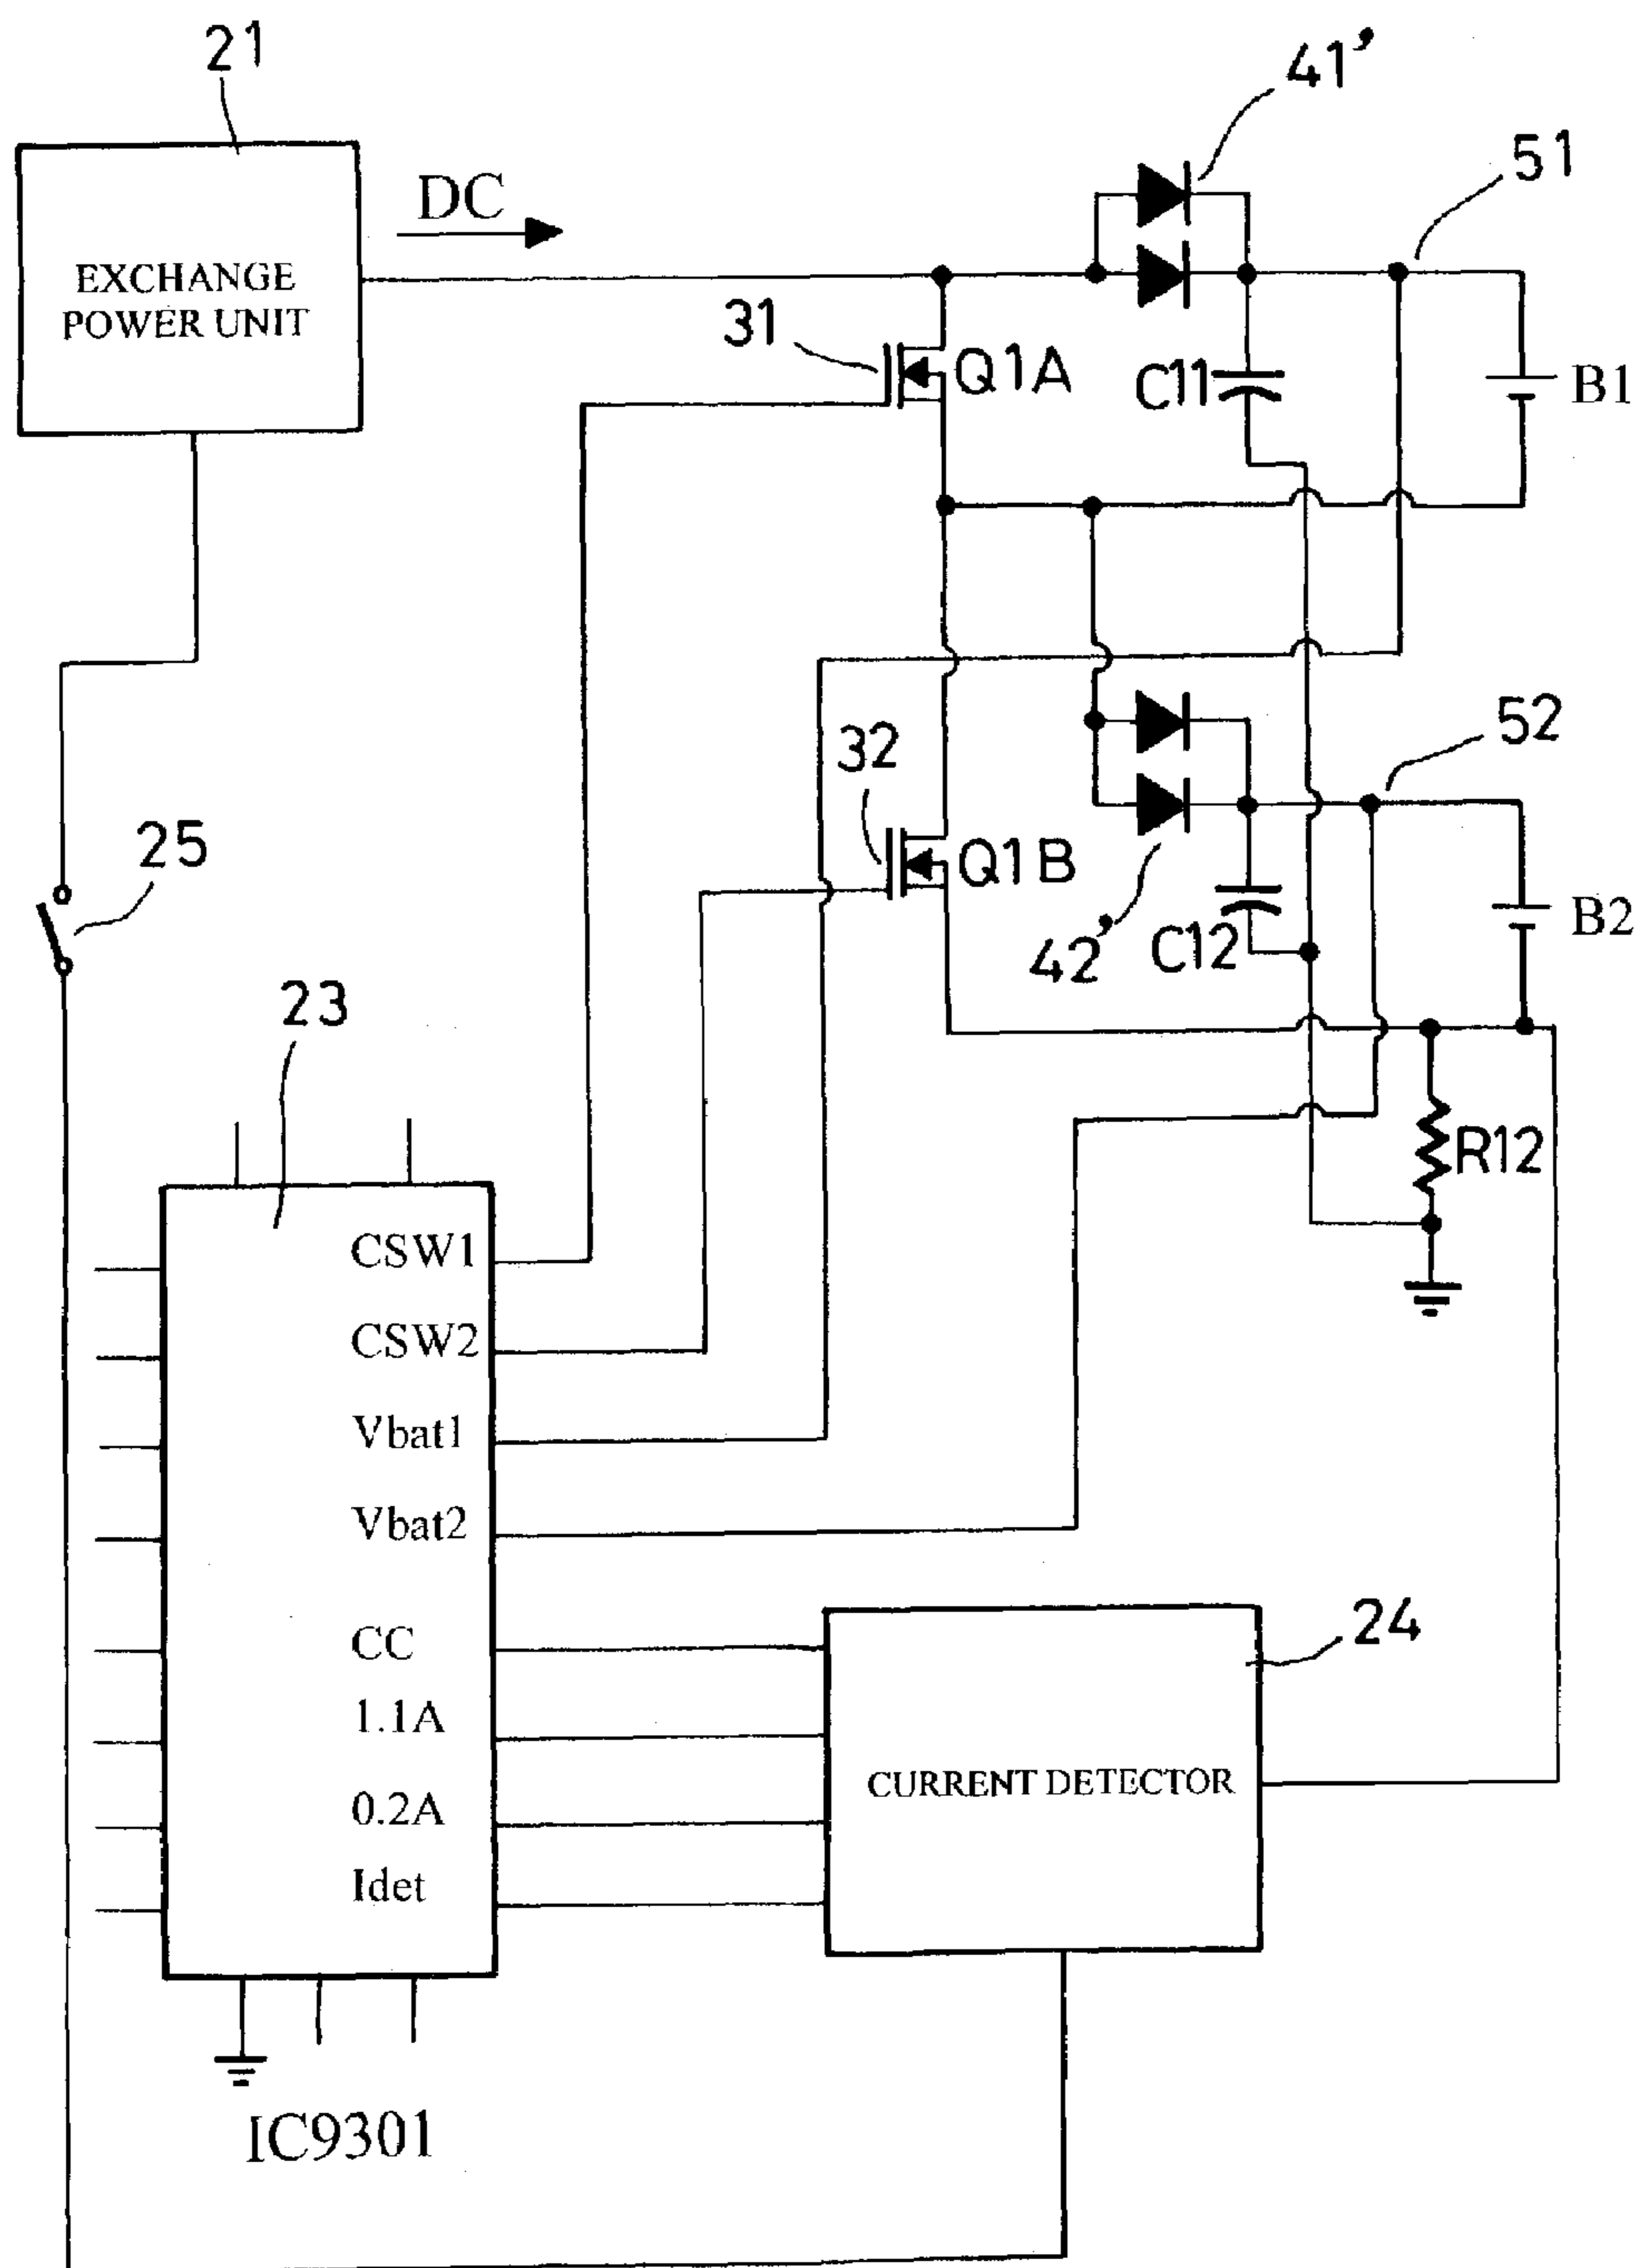 21
41'
51
DC
EXCHANGE
POWER UNIT
31
Q1A
C11
B1
32
52
25
Q1B
42'
C12
B2
23
R12
CSW1
CSW2
Vbat1
Vbat2
CC
24
1.1A
CURRENT DETECTOR
0.2A
Idet
IC9301